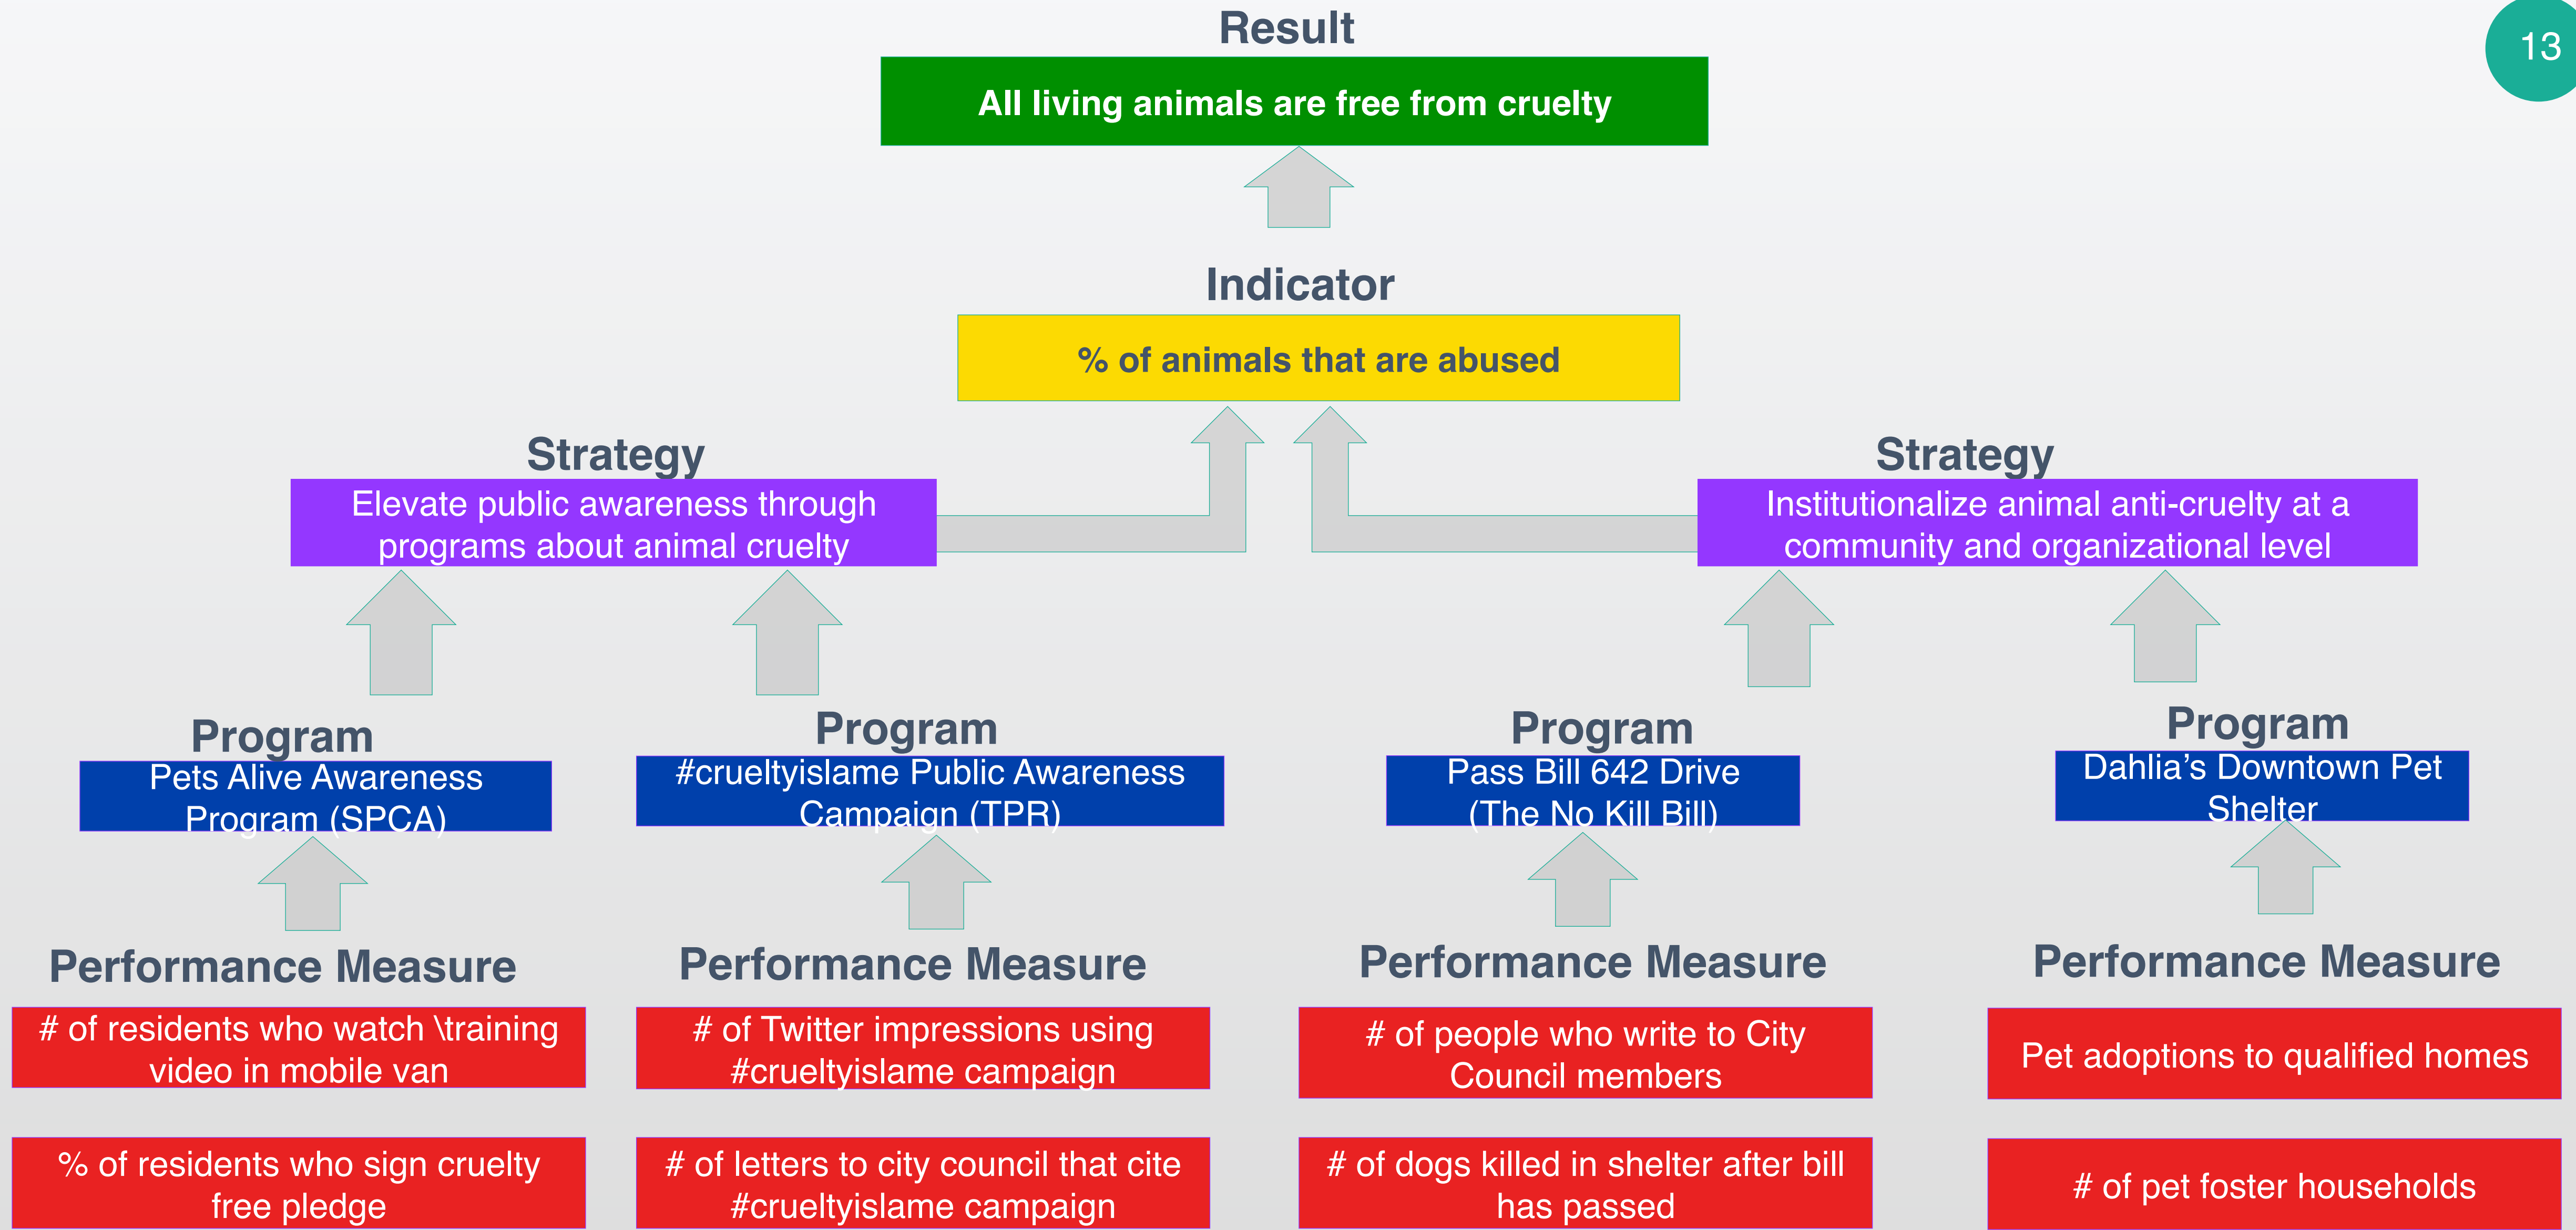 Result
13
All living animals are free from cruelty
Indicator
% of animals that are abused
Strategy
Elevate public awareness through
programs about animal cruelty
Strategy
Institutionalize animal anti-cruelty at a
community and organizational level
Program
Pets Alive Awareness
Program (SPCA)
Program
#crueltyislame Public Awareness
Campaign (TPR)
Program
Pass Bill 642 Drive
(The No Kill Bill)
Program
Dahlia’s Downtown Pet
Shelter
Performance Measure
# of residents who watch \training
video in mobile van
% of residents who sign cruelty
free pledge
Performance Measure
# of Twitter impressions using
#crueltyislame campaign
# of letters to city council that cite
#crueltyislame campaign
Performance Measure
# of people who write to City
Council members
# of dogs killed in shelter after bill
has passed
Performance Measure
Pet adoptions to qualified homes
# of pet foster households